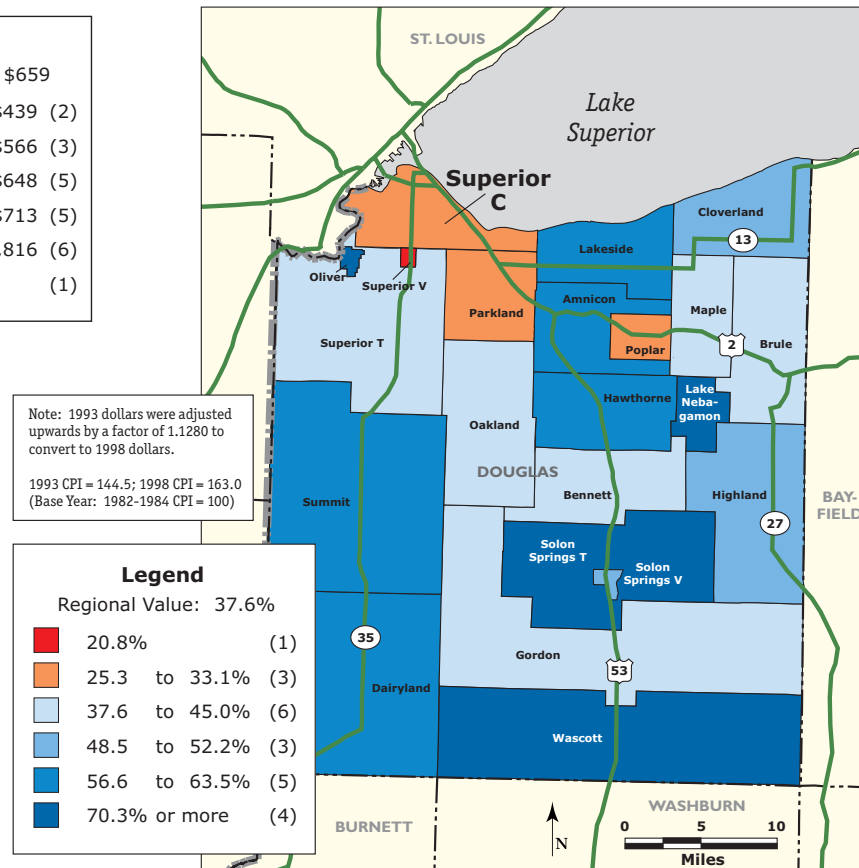 $659
$439 (2)
$566 (3)
$648 (5)
$713 (5)
,816 (6)
(1)
ST. LOUIS
Lake
Superior
Superior
C
Cloverland
13
Lakeside
Oliver
Superior V
Amnicon
Maple
Parkland
Superior T
Poplar
2
Brule
Lake
Neba-
gamon
Hawthorne
Oakland
Note: 1993 dollars were adjusted
upwards by a factor of 1.1280 to
convert to 1998 dollars.
1993 CPI = 144.5; 1998 CPI = 163.0
(Base Year: 1982-1984 CPI = 100)
DOUGLAS
Bennett
Highland
BAY-
FIELD
Summit
27
Solon
Springs T
Solon
Springs V
Legend
Regional Value: 37.6%
20.8% (1)
25.3 to 33.1% (3)
37.6 to 45.0% (6)
48.5 to 52.2% (3)
56.6 to 63.5% (5)
70.3% or more (4)
35
Gordon
53
Dairyland
Wascott
BURNETT
WASHBURN
N
0 5 10
Miles